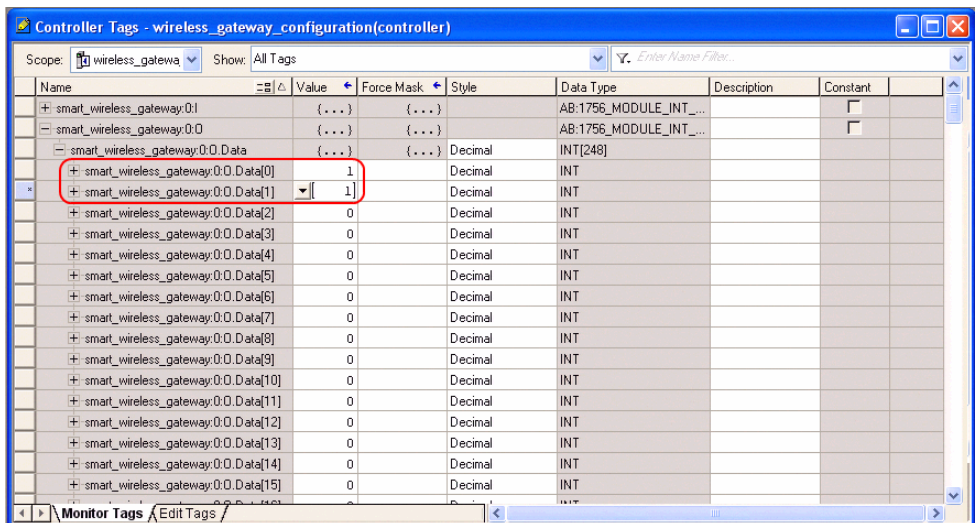 Controller Tags - wireless_gateway_configuration(controller)
Scope: wireless_gatewa Show: All Tags Enter Name Filter...
Name Value Force Mask Style Data Type Description Constant
smart_wireless_gateway:0:I {...} {...} AB:1756_MODULE_INT_...
smart_wireless_gateway:0:O {...} {...} AB:1756_MODULE_INT_...
smart_wireless_gateway:0:O.Data {...} {...} Decimal INT[248]
smart_wireless_gateway:0:O.Data[0] 1 Decimal INT
smart_wireless_gateway:0:O.Data[1] [ 1] Decimal INT
smart_wireless_gateway:0:O.Data[2] 0 Decimal INT
smart_wireless_gateway:0:O.Data[3] 0 Decimal INT
smart_wireless_gateway:0:O.Data[4] 0 Decimal INT
smart_wireless_gateway:0:O.Data[5] 0 Decimal INT
smart_wireless_gateway:0:O.Data[6] 0 Decimal INT
smart_wireless_gateway:0:O.Data[7] 0 Decimal INT
smart_wireless_gateway:0:O.Data[8] 0 Decimal INT
smart_wireless_gateway:0:O.Data[9] 0 Decimal INT
smart_wireless_gateway:0:O.Data[10] 0 Decimal INT
smart_wireless_gateway:0:O.Data[11] 0 Decimal INT
smart_wireless_gateway:0:O.Data[12] 0 Decimal INT
smart_wireless_gateway:0:O.Data[13] 0 Decimal INT
smart_wireless_gateway:0:O.Data[14] 0 Decimal INT
smart_wireless_gateway:0:O.Data[15] 0 Decimal INT
Monitor Tags Edit Tags